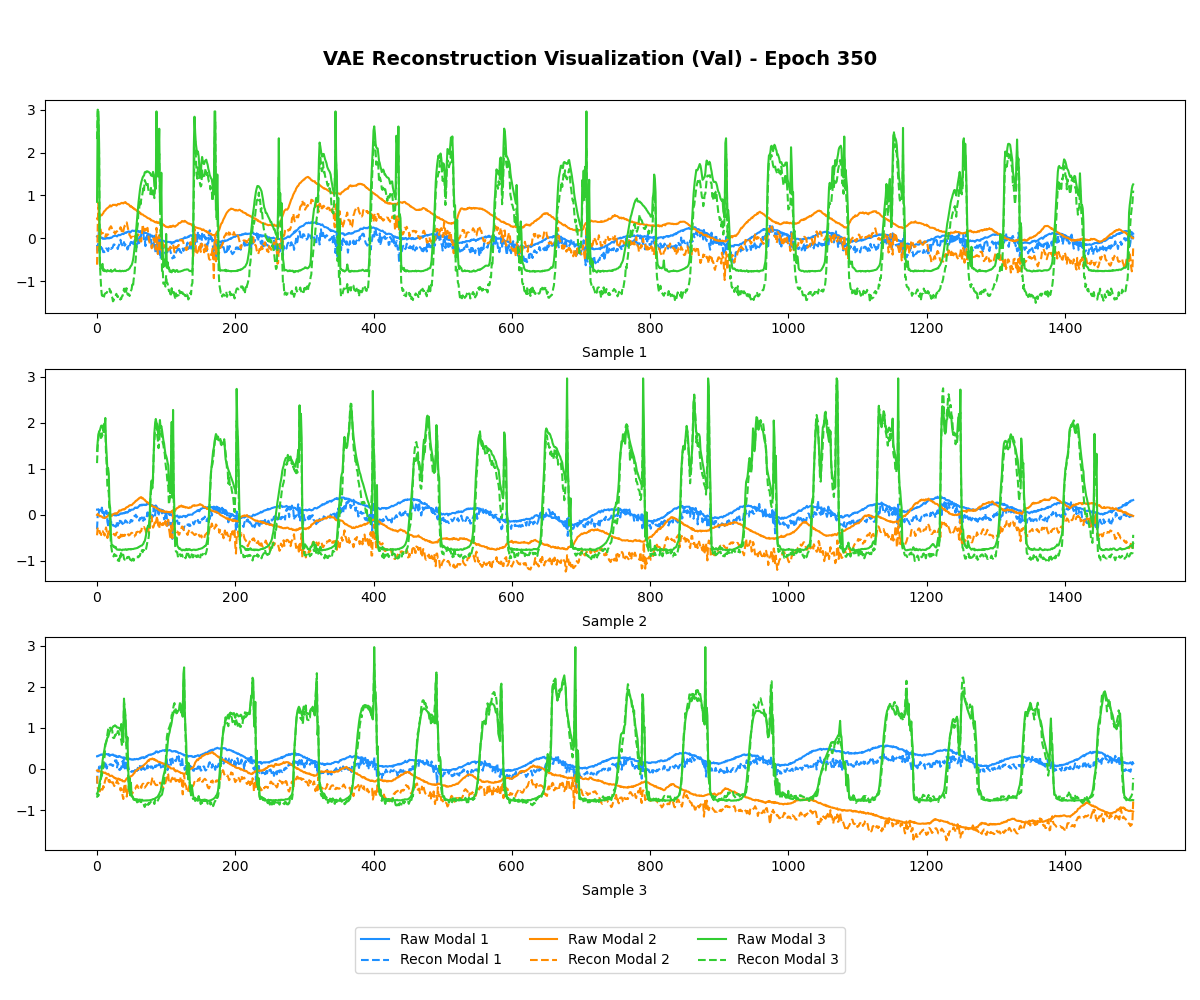 VAE Reconstruction Visualization (Val) - Epoch 350
3
2
1
0
−1
0 200 400 600 800 1000 1200 1400
Sample 1
3
2
1
0
−1
0 200 400 600 800 1000 1200 1400
Sample 2
3
2
1
0
−1
0 200 400 600 800 1000 1200 1400
Sample 3
Raw Modal 1 Raw Modal 2 Raw Modal 3
Recon Modal 1 Recon Modal 2 Recon Modal 3